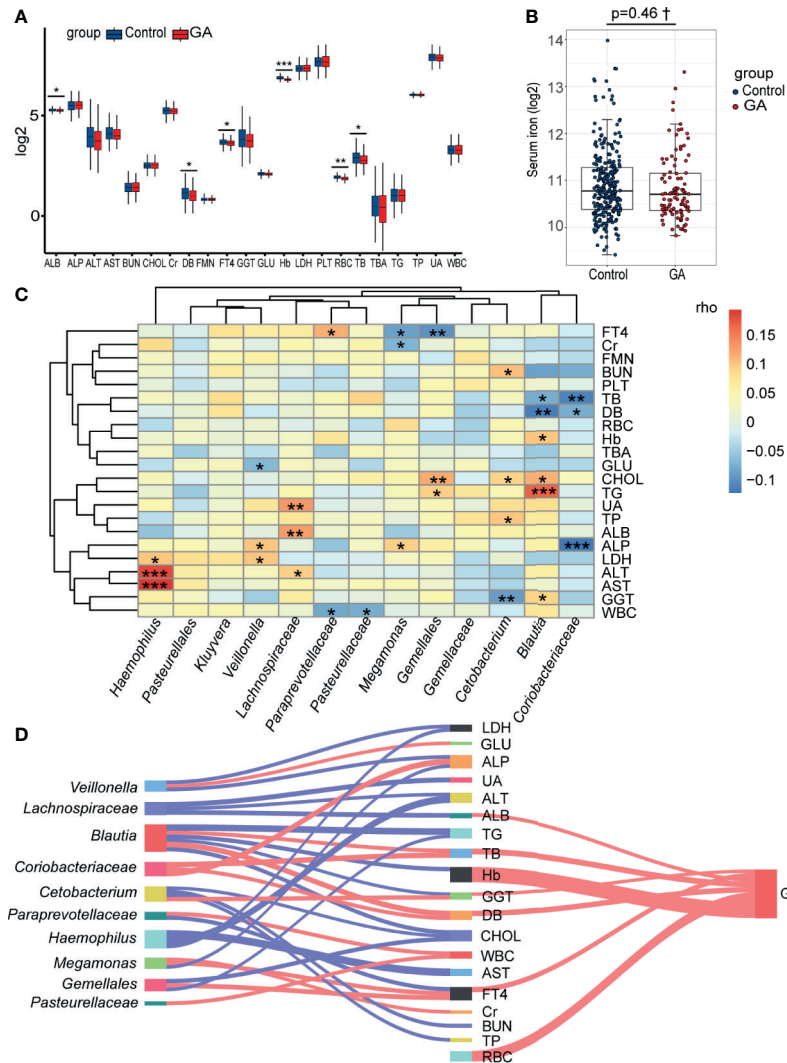 A
group Control GA
log2
5
0
*
*
*
***
**
*
ALB ALP ALT AST BUN CHOL Cr DB FMN FT4 GGT GLU Hb LDH PLT RBC TB TBA TG TP UA WBC
B
p=0.46 †
Serum iron (log2)
14
13
12
11
10
Control GA
group
Control
GA
C
rho
0.15
0.1
0.05
0
−0.05
−0.1
* * ** FT4
* Cr
FMN
* BUN
PLT
* ** TB
** * DB
RBC
* Hb
TBA
* GLU
** * * CHOL
* *** TG
** UA
* TP
** ALB
* * *** ALP
* * LDH
*** * ALT
*** AST
** * GGT
* * WBC
Haemophilus
Pasteurellales
Kluyvera
Veillonella
Lachnospiraceae
Paraprevotellaceae
Pasteurellaceae
Megamonas
Gemellales
Gemellaceae
Cetobacterium
Blautia
Coriobacteriaceae
D
Veillonella
Lachnospiraceae
Blautia
Coriobacteriaceae
Cetobacterium
Paraprevotellaceae
Haemophilus
Megamonas
Gemellales
Pasteurellaceae
LDH
GLU
ALP
UA
ALT
ALB
TG
TB
Hb
GGT
DB
CHOL
WBC
AST
FT4
Cr
BUN
TP
RBC